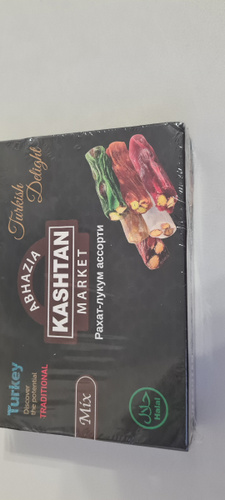 Turkish
Delight
ABHAZIA
KASHTAN
MARKET
Рахат-лукум ассорти
Turkey
Discover
the potential
TRADITIONAL
Mix
حلال
Halal